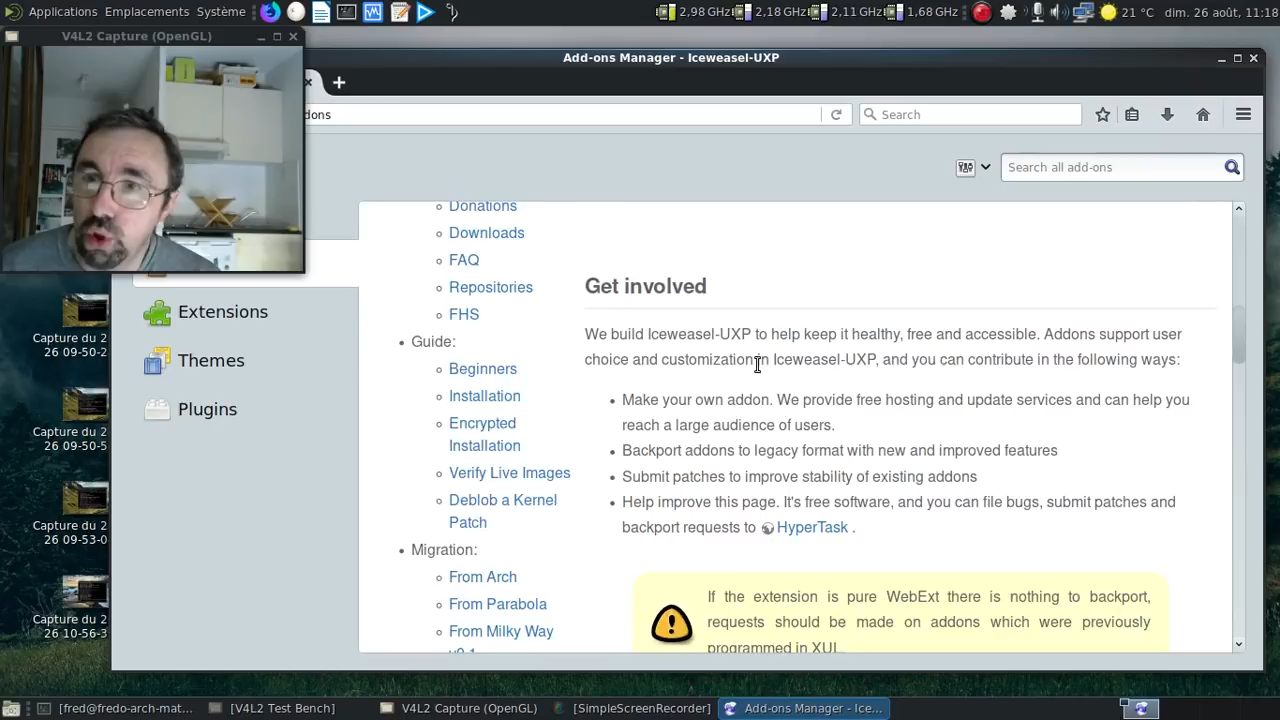 Applications Emplacements Système
2,98 GHz
2,11 GHz
1,68 GHz
21 °C dim. 26 août, 11:18
V4L2 Capture (OpenGL)
Add-ons Manager - Iceweasel-UXP
dons
Search
Search all add-ons
Extensions
Themes
Plugins
Donations
Downloads
FAQ
Repositories
FHS
Guide:
Beginners
Installation
Encrypted
Installation
Verify Live Images
Deblob a Kernel
Patch
Migration:
From Arch
From Parabola
From Milky Way
v0.1
Get involved
We build Iceweasel-UXP to help keep it healthy, free and accessible. Addons support user
choice and customization in Iceweasel-UXP, and you can contribute in the following ways:
Make your own addon. We provide free hosting and update services and can help you
reach a large audience of users.
Backport addons to legacy format with new and improved features
Submit patches to improve stability of existing addons
Help improve this page. It's free software, and you can file bugs, submit patches and
backport requests to HyperTask .
If the extension is pure WebExt there is nothing to backport,
requests should be made on addons which were previously
programmed in XUL.
Capture du 2
26 09-50-2
Capture du 2
26 09-50-5
Capture du 2
26 09-53-0
Capture du 2
26 10-56-3
[fred@fredo-arch-mat...
[V4L2 Test Bench]
V4L2 Capture (OpenGL)
[SimpleScreenRecorder]
Add-ons Manager - Ice...